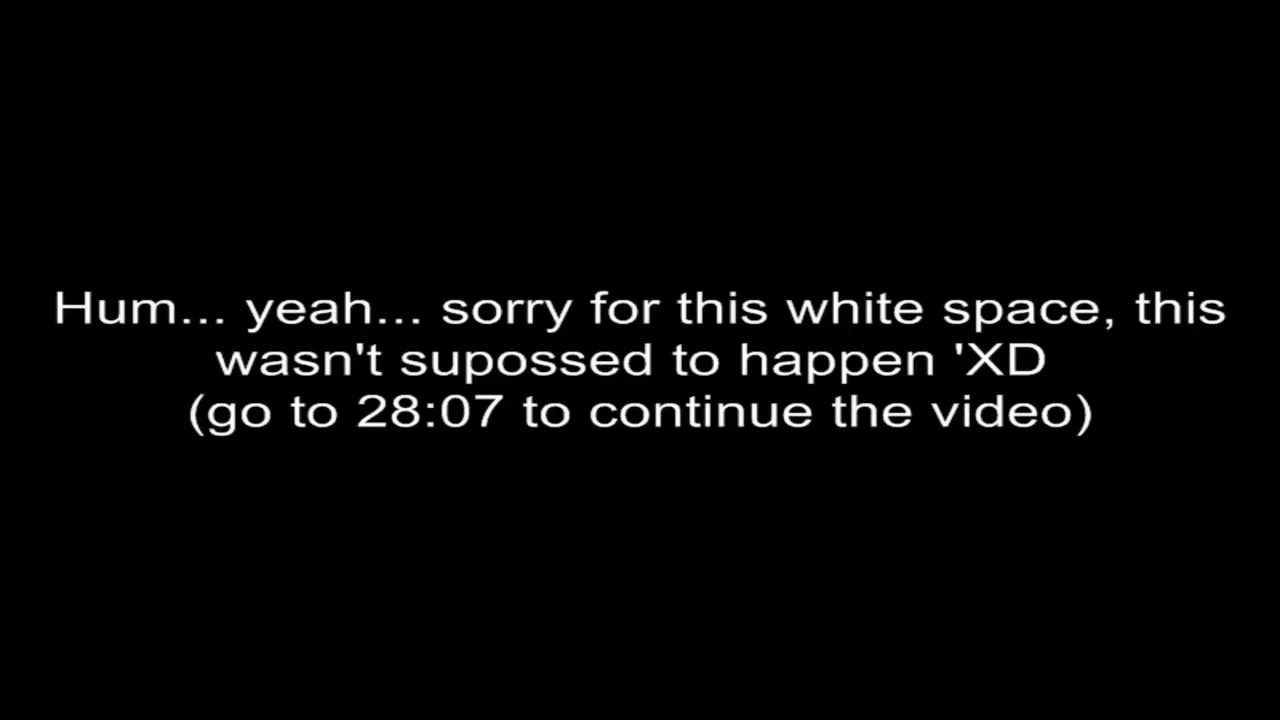 Hum... yeah... sorry for this white space, this
wasn't supossed to happen 'XD
(go to 28:07 to continue the video)